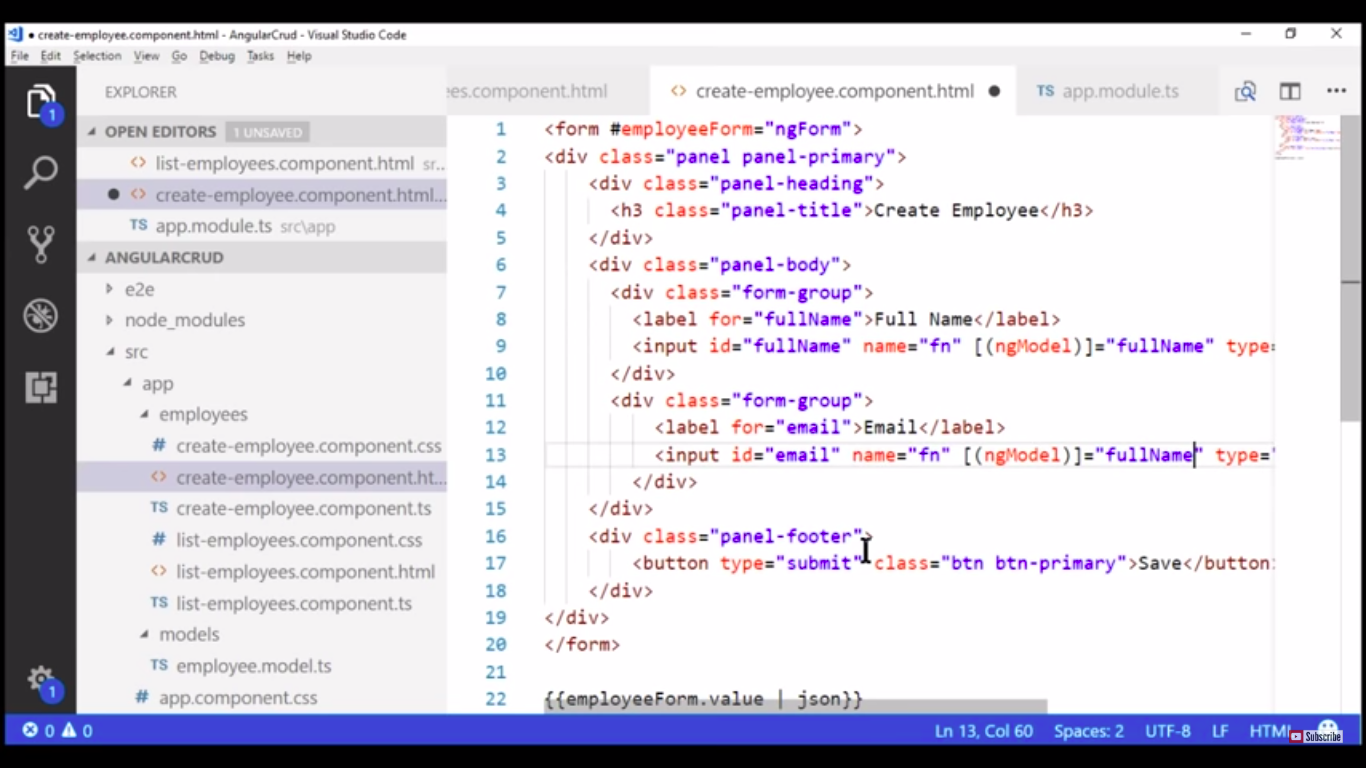 ● create-employee.component.html - AngularCrud - Visual Studio Code
File Edit Selection View Go Debug Tasks Help
EXPLORER
OPEN EDITORS 1 UNSAVED
list-employees.component.html sr...
● create-employee.component.html...
TS app.module.ts src\app
ANGULARCRUD
e2e
node_modules
src
app
employees
# create-employee.component.css
<> create-employee.component.ht...
TS create-employee.component.ts
# list-employees.component.css
<> list-employees.component.html
TS list-employees.component.ts
models
TS employee.model.ts
# app.component.css
1
1
ees.component.html
<> create-employee.component.html ●
TS app.module.ts
1 <form #employeeForm="ngForm">
2 <div class="panel panel-primary">
3 <div class="panel-heading">
4 <h3 class="panel-title">Create Employee</h3>
5 </div>
6 <div class="panel-body">
7 <div class="form-group">
8 <label for="fullName">Full Name</label>
9 <input id="fullName" name="fn" [(ngModel)]="fullName" type=
10 </div>
11 <div class="form-group">
12 <label for="email">Email</label>
13 <input id="email" name="fn" [(ngModel)]="fullName" type="
14 </div>
15 </div>
16 <div class="panel-footer">
17 <button type="submit" class="btn btn-primary">Save</button>
18 </div>
19 </div>
20 </form>
21
22 {{employeeForm.value | json}}
0 0
Ln 13, Col 60 Spaces: 2 UTF-8 LF HTML
Subscribe